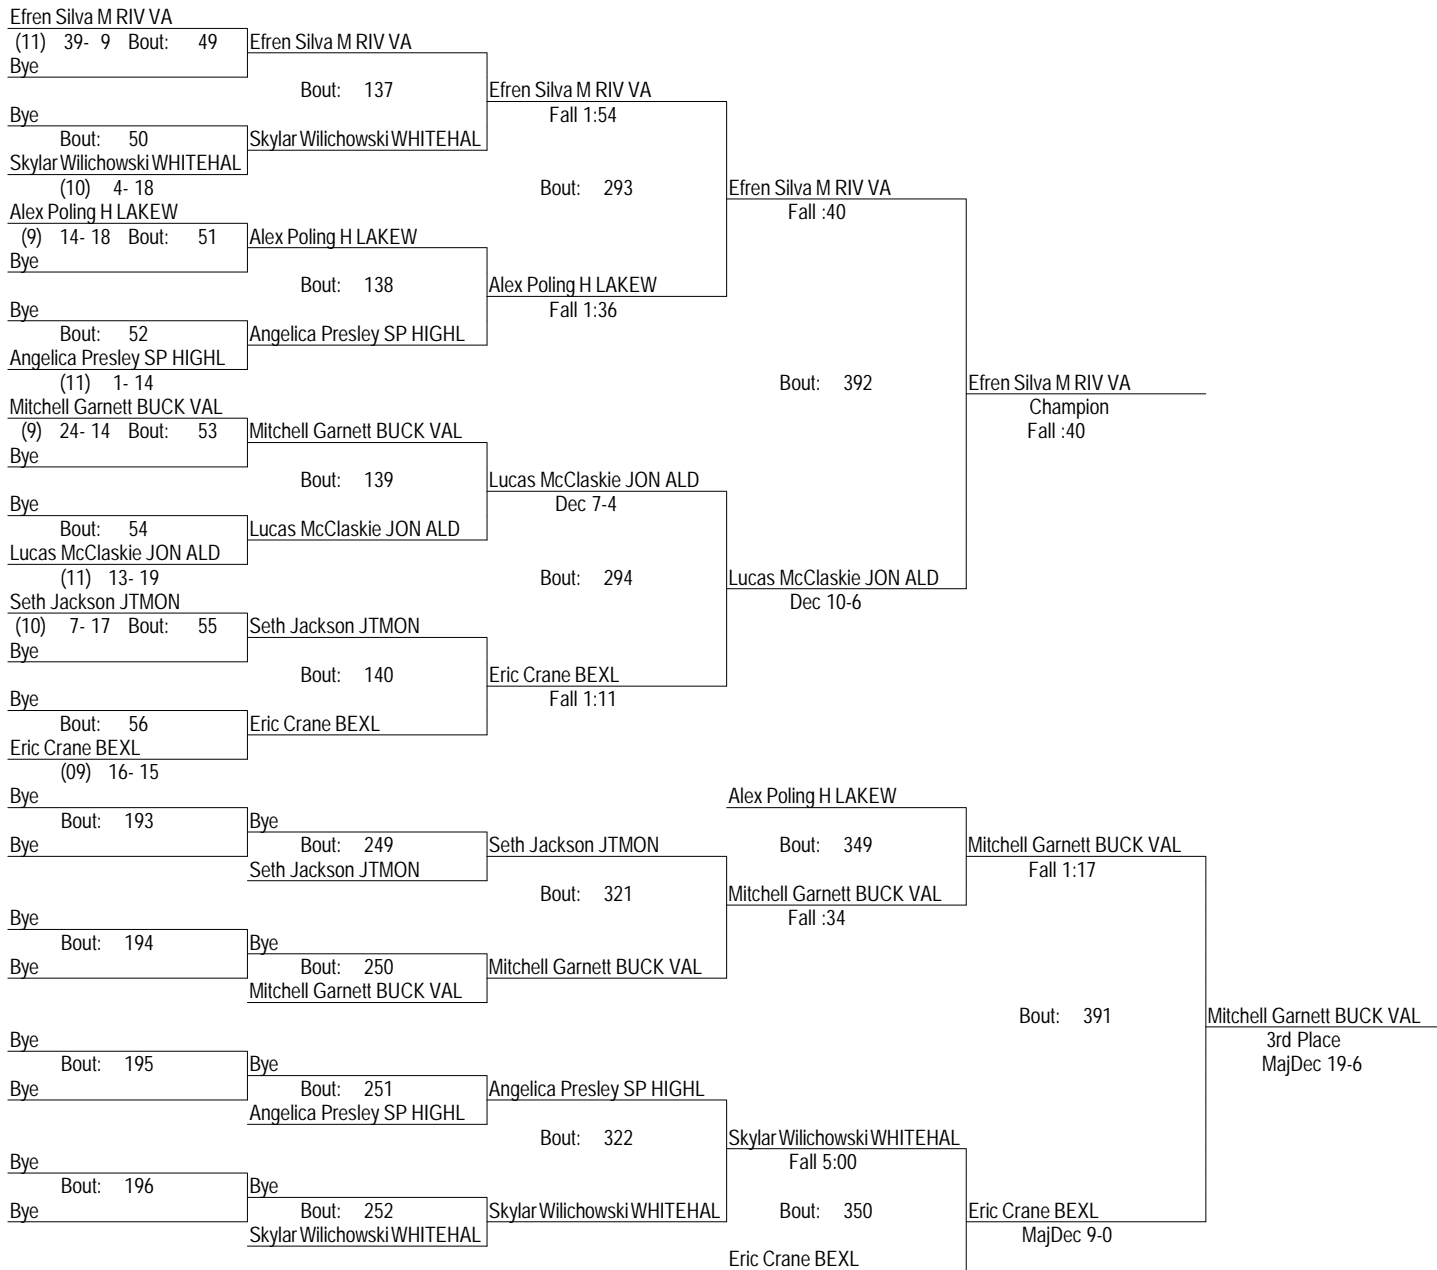 Efren Silva M RIV VA
(11) 39- 9 Bout: 49 Efren Silva M RIV VA
Bye
Bout: 137 Efren Silva M RIV VA
Bye Fall 1:54
Bout: 50 Skylar Wilichowski WHITEHAL
Skylar Wilichowski WHITEHAL
(10) 4- 18 Bout: 293 Efren Silva M RIV VA
Alex Poling H LAKEW Fall :40
(9) 14- 18 Bout: 51 Alex Poling H LAKEW
Bye
Bout: 138 Alex Poling H LAKEW
Bye Fall 1:36
Bout: 52 Angelica Presley SP HIGHL
Angelica Presley SP HIGHL
(11) 1- 14 Bout: 392 Efren Silva M RIV VA
Mitchell Garnett BUCK VAL Champion
(9) 24- 14 Bout: 53 Mitchell Garnett BUCK VAL Fall :40
Bye
Bout: 139 Lucas McClaskie JON ALD
Bye Dec 7-4
Bout: 54 Lucas McClaskie JON ALD
Lucas McClaskie JON ALD
(11) 13- 19 Bout: 294 Lucas McClaskie JON ALD
Seth Jackson JTMON Dec 10-6
(10) 7- 17 Bout: 55 Seth Jackson JTMON
Bye
Bout: 140 Eric Crane BEXL
Bye Fall 1:11
Bout: 56 Eric Crane BEXL
Eric Crane BEXL
(09) 16- 15
Bye Alex Poling H LAKEW
Bout: 193 Bye
Bye Bout: 249 Seth Jackson JTMON Bout: 349 Mitchell Garnett BUCK VAL
Seth Jackson JTMON Fall 1:17
Bout: 321 Mitchell Garnett BUCK VAL
Bye Fall :34
Bout: 194 Bye
Bye Bout: 250 Mitchell Garnett BUCK VAL
Mitchell Garnett BUCK VAL
Bout: 391 Mitchell Garnett BUCK VAL
Bye 3rd Place
Bout: 195 Bye MajDec 19-6
Bye Bout: 251 Angelica Presley SP HIGHL
Angelica Presley SP HIGHL
Bout: 322 Skylar Wilichowski WHITEHAL
Bye Fall 5:00
Bout: 196 Bye
Bye Bout: 252 Skylar Wilichowski WHITEHAL Bout: 350 Eric Crane BEXL
Skylar Wilichowski WHITEHAL MajDec 9-0
Eric Crane BEXL